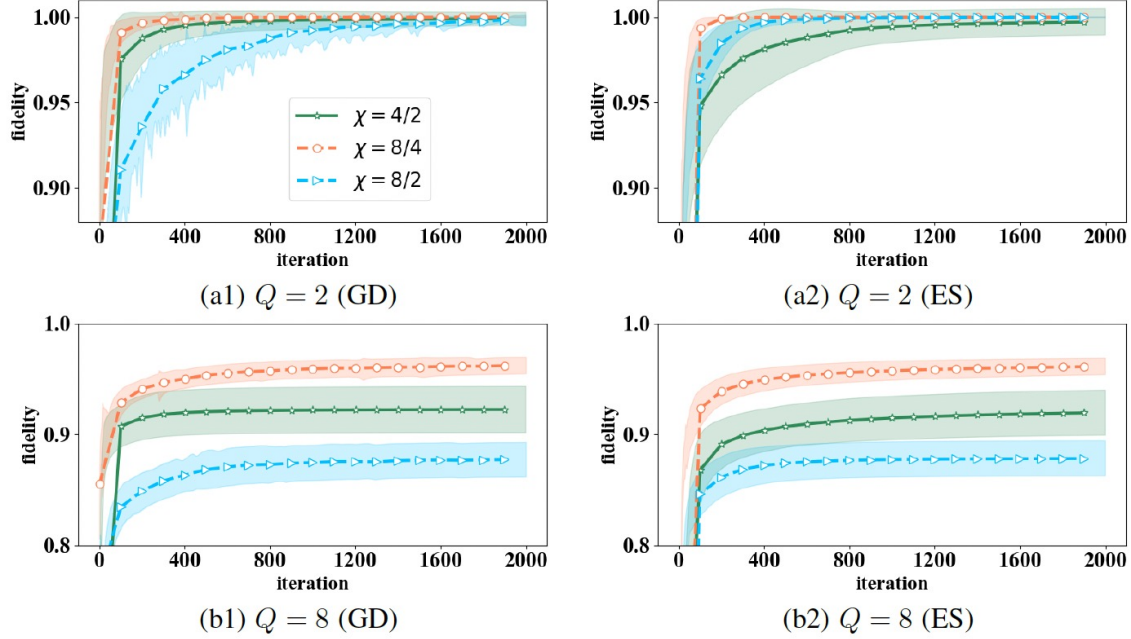 1.00
0.95
0.90
fidelity
χ = 4/2
χ = 8/4
χ = 8/2
0 400 800 1200 1600 2000
iteration
(a1) Q = 2 (GD)
1.00
0.95
0.90
fidelity
0 400 800 1200 1600 2000
iteration
(a2) Q = 2 (ES)
1.0
0.9
0.8
fidelity
0 400 800 1200 1600 2000
iteration
(b1) Q = 8 (GD)
1.0
0.9
0.8
fidelity
0 400 800 1200 1600 2000
iteration
(b2) Q = 8 (ES)